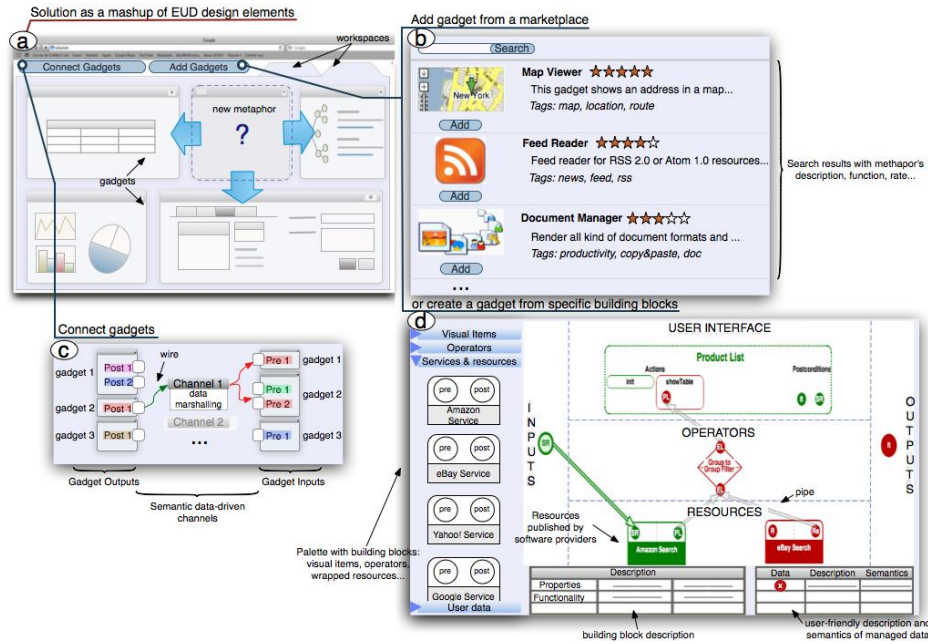 Solution as a mashup of EUD design elements
a
Google
workspaces
Connect Gadgets
Add Gadgets
new metaphor
?
gadgets
Add gadget from a marketplace
b
Search
Map Viewer
This gadget shows an address in a map...
Tags: map, location, route
New York
Add
Feed Reader
Feed reader for RSS 2.0 or Atom 1.0 resources...
Tags: news, feed, rss
Add
Document Manager
Render all kind of document formats and ...
Tags: productivity, copy&paste, doc
Add
...
Search results with methapor's
description, function, rate...
Connect gadgets
c
wire
gadget 1
Post 1
Post 2
gadget 2
Post 1
gadget 3
Post 1
Channel 1
data
marshalling
Channel 2
...
Pre 1
gadget 1
Pre 1
Pre 2
gadget 2
Pre 1
gadget 3
Gadget Outputs
Gadget Inputs
Semantic data-driven
channels
or create a gadget from specific building blocks
d
Visual Items
Operators
Services & resources
pre
post
Amazon
Service
pre
post
eBay Service
pre
post
Yahoo! Service
pre
post
Google Service
User data
Palette with building blocks:
visual items, operators,
wrapped resources...
USER INTERFACE
Product List
Actions
Postconditions
init
showTable
PL
R
SR
INPUTS
SR
OUTPUTS
R
OPERATORS
EL
Group to
Group Filter
EL
pipe
RESOURCES
Resources
published by
software providers
SR
PL
Amazon Search
R
eBay Search
Description
Properties
Functionality
Data
Description
Semantics
x
building block description
user-friendly description and
semantics of managed data